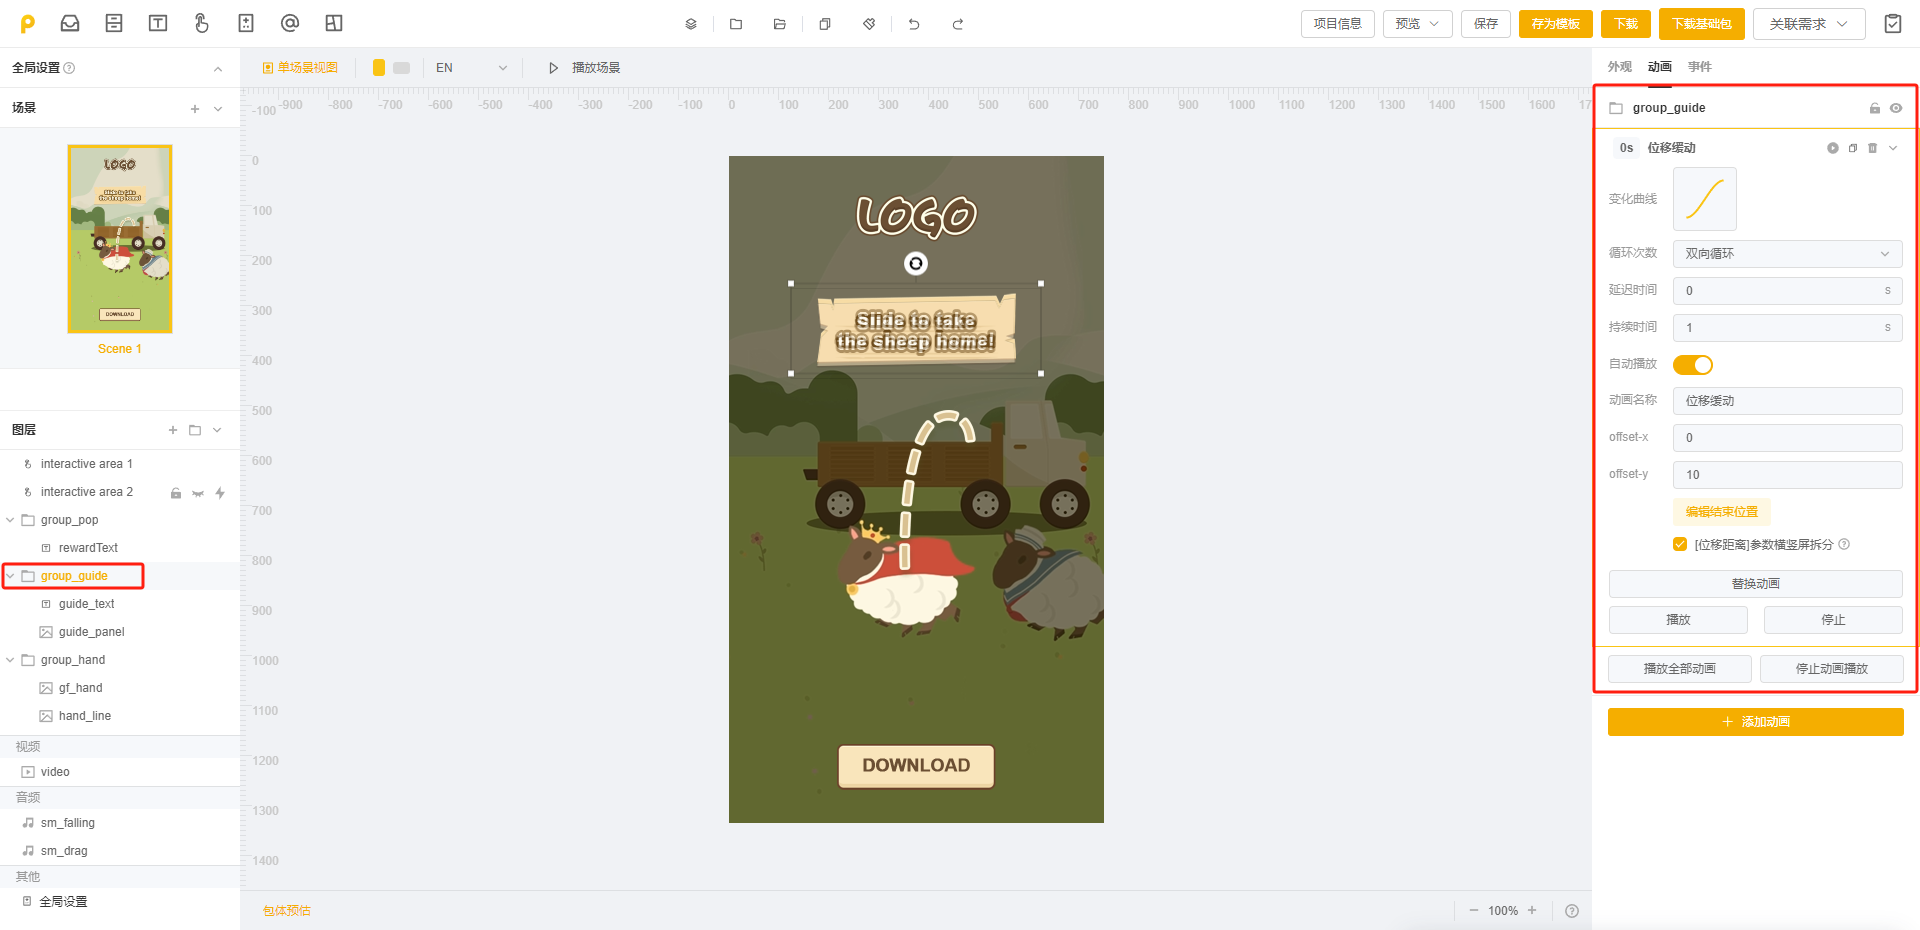 项目信息
预览
保存
存为模板
下载
下载基础包
关联需求
全局设置
单场景视图
EN
播放场景
外观 动画 事件
场景
-900 -800 -700 -600 -500 -400 -300 -200 -100 0 100 200 300 400 500 600 700 800 900 1000 1100 1200 1300 1400 1500 1600 17
-100
0
100
200
300
400
500
600
700
800
900
1000
1100
1200
1300
1400
LOGO
Slide to take
the sheep home!
DOWNLOAD
Scene 1
图层
interactive area 1
interactive area 2
group_pop
rewardText
group_guide
guide_text
guide_panel
group_hand
gf_hand
hand_line
视频
video
音频
sm_falling
sm_drag
其他
全局设置
LOGO
Slide to take
the sheep home!
DOWNLOAD
包体预估
100%
group_guide
0s 位移缓动
变化曲线
循环次数 双向循环
延迟时间 0 s
持续时间 1 s
自动播放
动画名称 位移缓动
offset-x 0
offset-y 10
编辑结束位置
[位移距离]参数横竖屏拆分
替换动画
播放 停止
播放全部动画 停止动画播放
添加动画